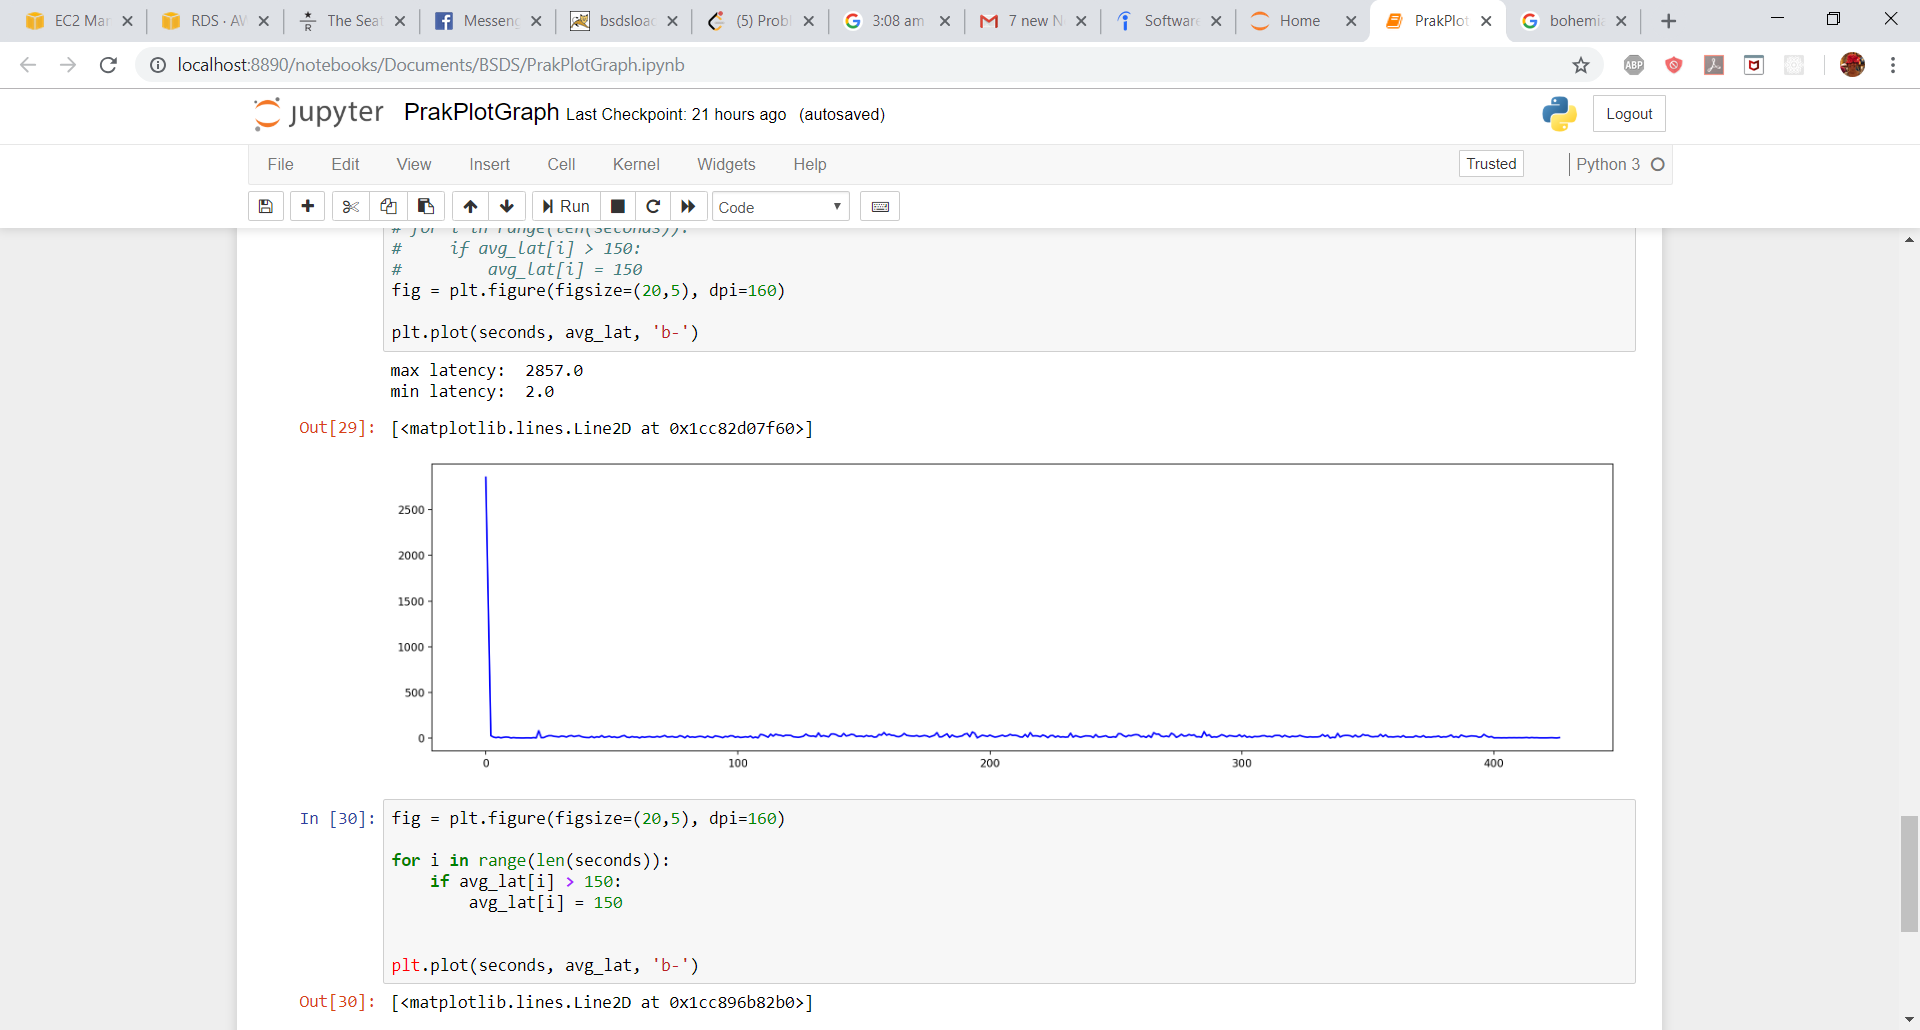 EC2 Mar
RDS · AV
The Seat
Messeng
bsdsload
(5) Probl
3:08 am
7 new N
Software
Home
PrakPlot
bohemia
localhost:8890/notebooks/Documents/BSDS/PrakPlotGraph.ipynb
ABP
jupyter PrakPlotGraph Last Checkpoint: 21 hours ago (autosaved)
Logout
File Edit View Insert Cell Kernel Widgets Help
Trusted
Python 3
Run
Code
# for i in range(len(seconds)):
#     if avg_lat[i] > 150:
#         avg_lat[i] = 150
fig = plt.figure(figsize=(20,5), dpi=160)
plt.plot(seconds, avg_lat, 'b-')
max latency:  2857.0
min latency:  2.0
Out[29]: [<matplotlib.lines.Line2D at 0x1cc82d07f60>]
2500
2000
1500
1000
500
0
0 100 200 300 400
In [30]: fig = plt.figure(figsize=(20,5), dpi=160)
for i in range(len(seconds)):
    if avg_lat[i] > 150:
        avg_lat[i] = 150
plt.plot(seconds, avg_lat, 'b-')
Out[30]: [<matplotlib.lines.Line2D at 0x1cc896b82b0>]